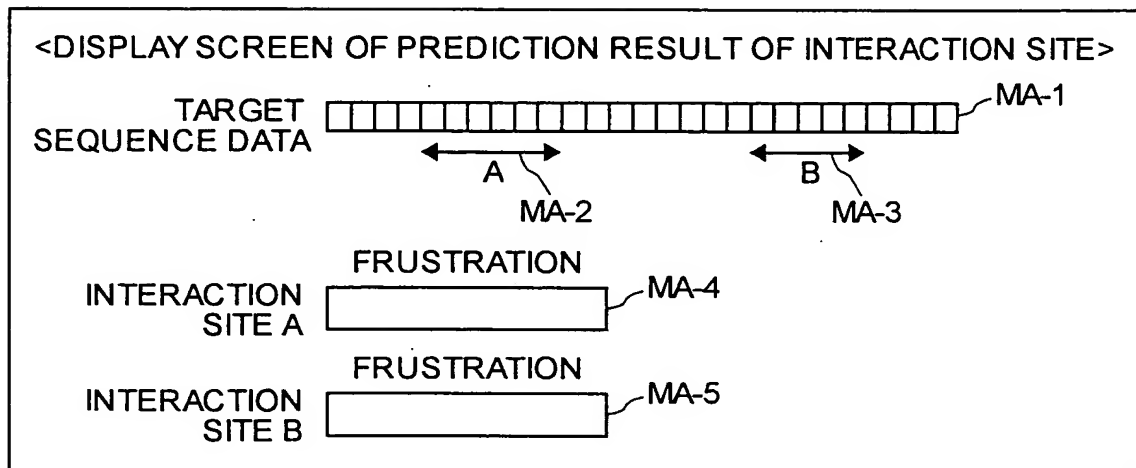 <DISPLAY SCREEN OF PREDICTION RESULT OF INTERACTION SITE>
TARGET
SEQUENCE DATA
MA-1
A
B
MA-2
MA-3
FRUSTRATION
INTERACTION
SITE A
MA-4
FRUSTRATION
INTERACTION
SITE B
MA-5